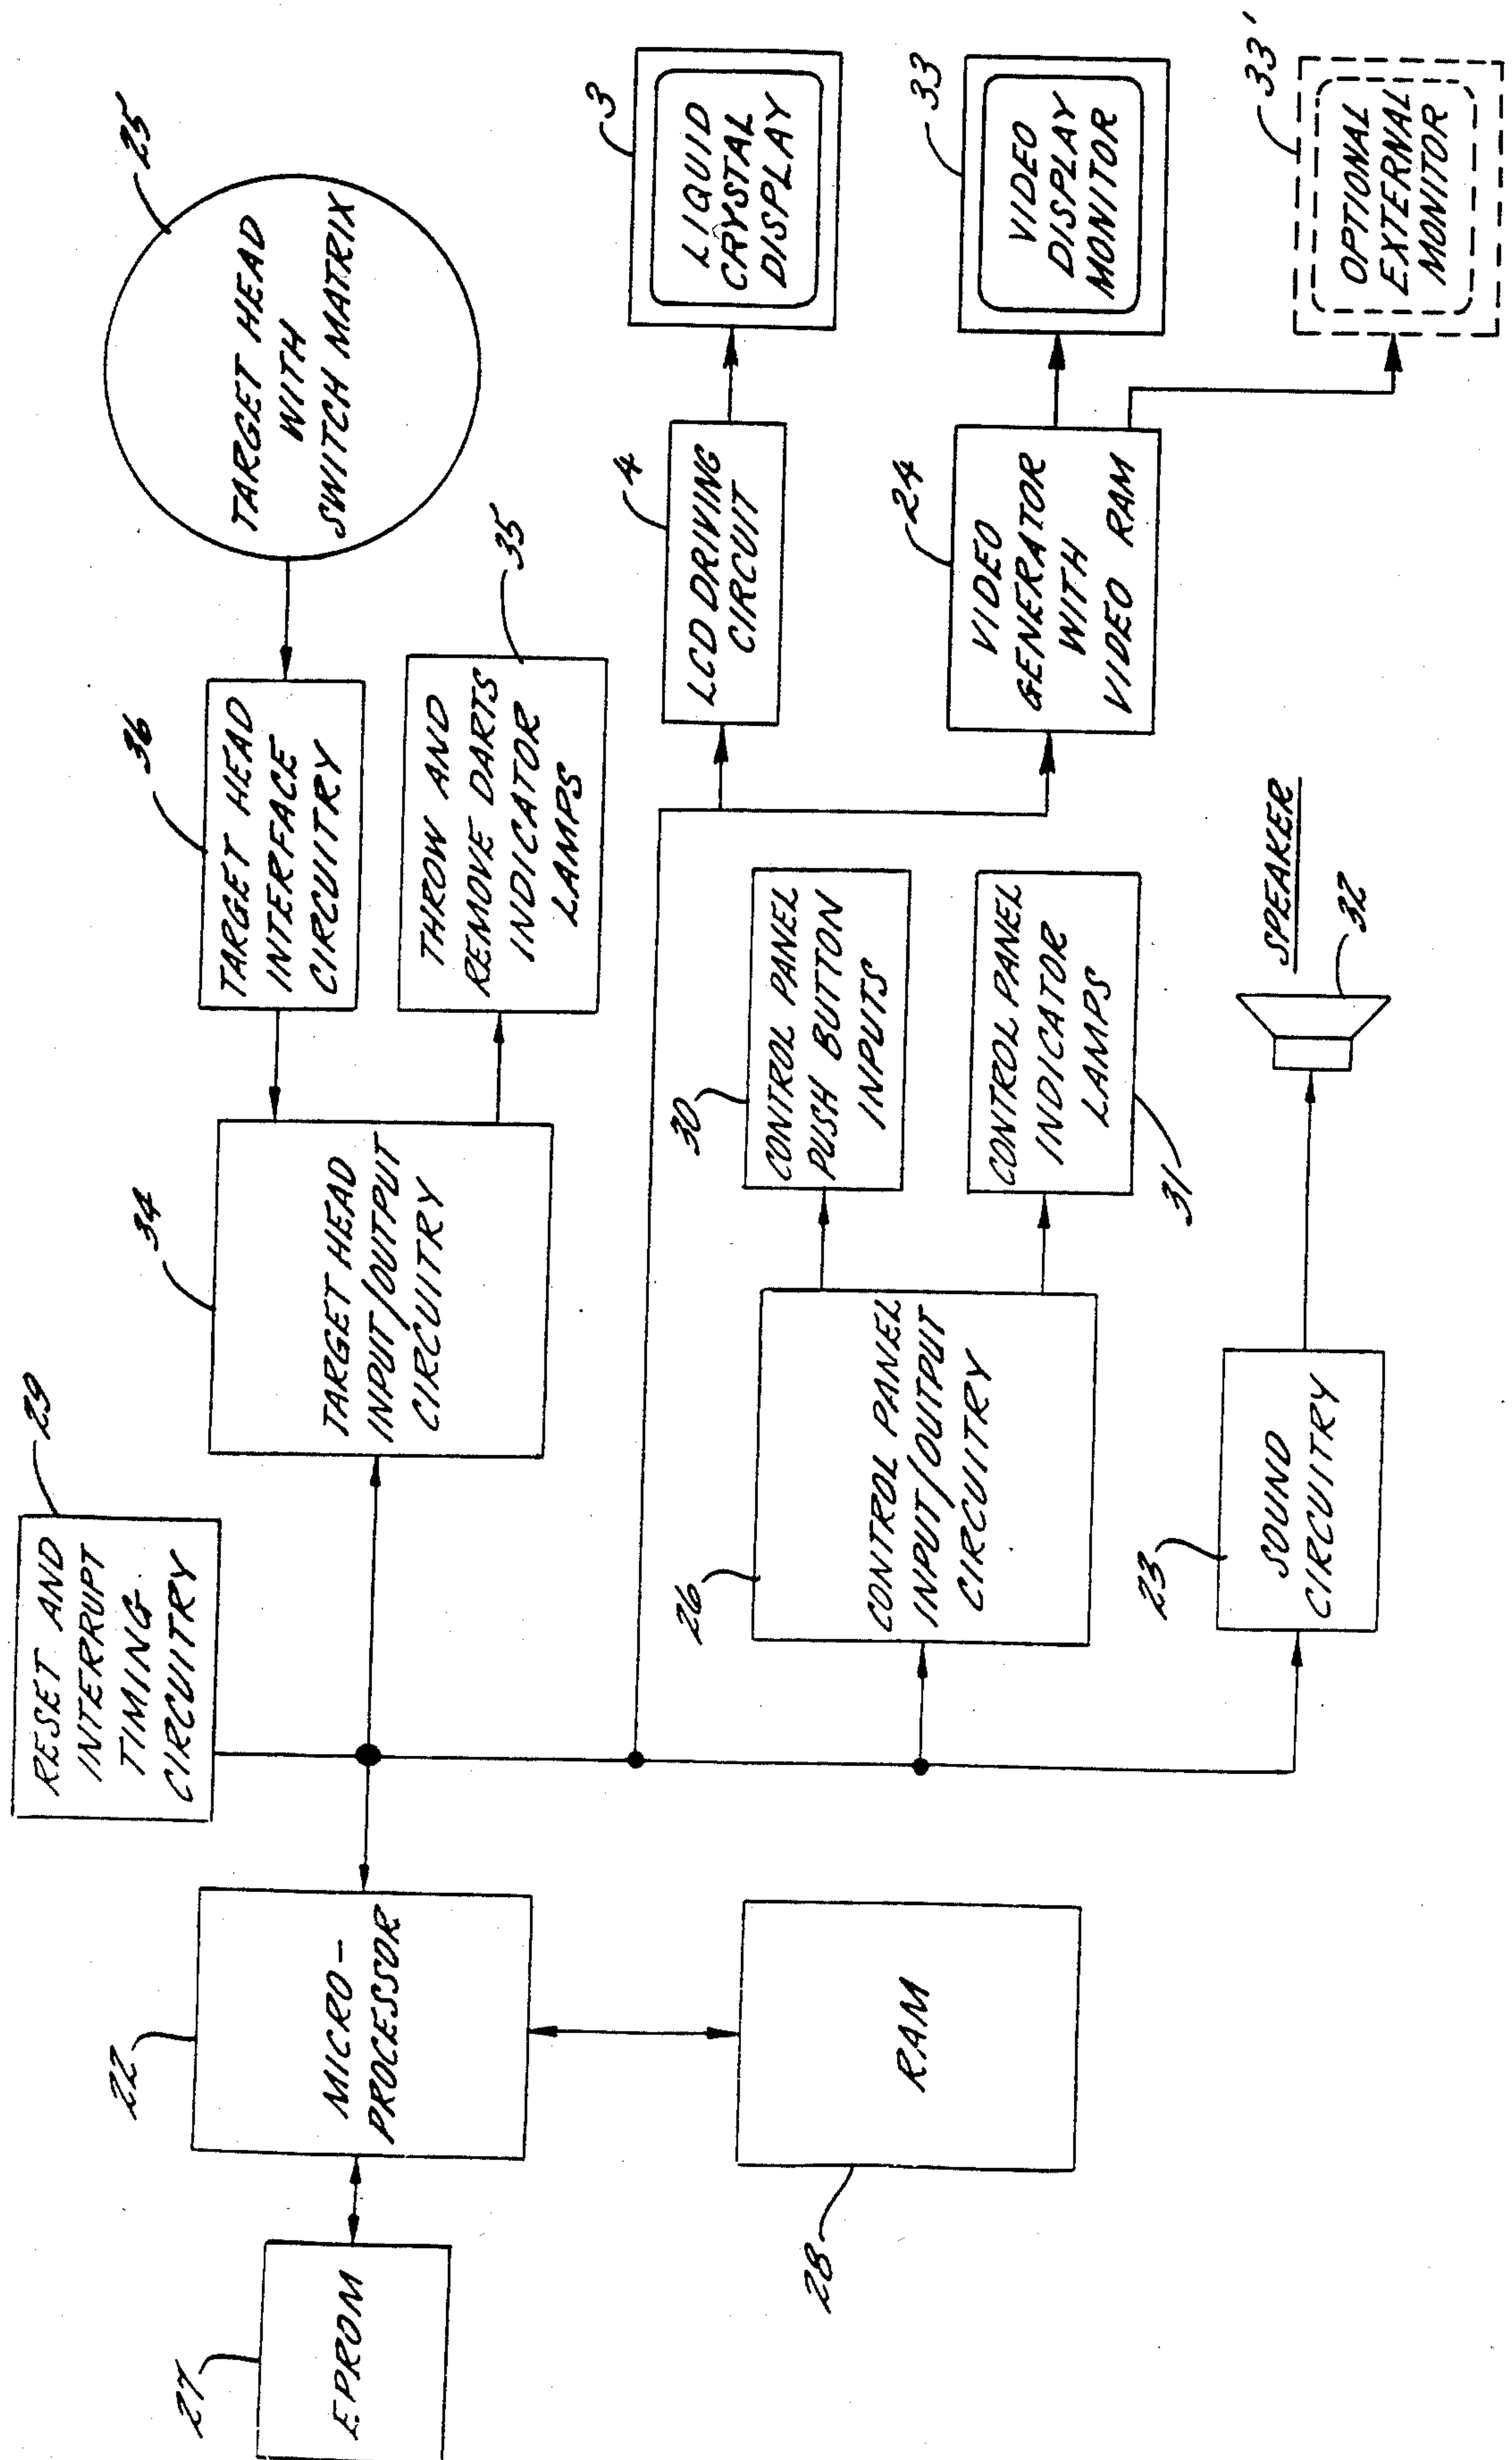 29
RESET AND
INTERRUPT
TIMING
CIRCUITRY
34
TARGET HEAD
INPUT/OUTPUT
CIRCUITRY
36
TARGET HEAD
INTERFACE
CIRCUITRY
25
TARGET HEAD
WITH
SWITCH MATRIX
THROW AND
REMOVE DARTS
INDICATOR
LAMPS
35
22
MICRO-
PROCESSOR
27
EPROM
28
RAM
4
LCD DRIVING
CIRCUIT
3
LIQUID
CRYSTAL
DISPLAY
24
VIDEO
GENERATOR
WITH
VIDEO RAM
33
VIDEO
DISPLAY
MONITOR
33'
OPTIONAL
EXTERNAL
MONITOR
26
CONTROL PANEL
INPUT/OUTPUT
CIRCUITRY
30
CONTROL PANEL
PUSH BUTTON
INPUTS
CONTROL PANEL
INDICATOR
LAMPS
31
23
SOUND
CIRCUITRY
SPEAKER
32